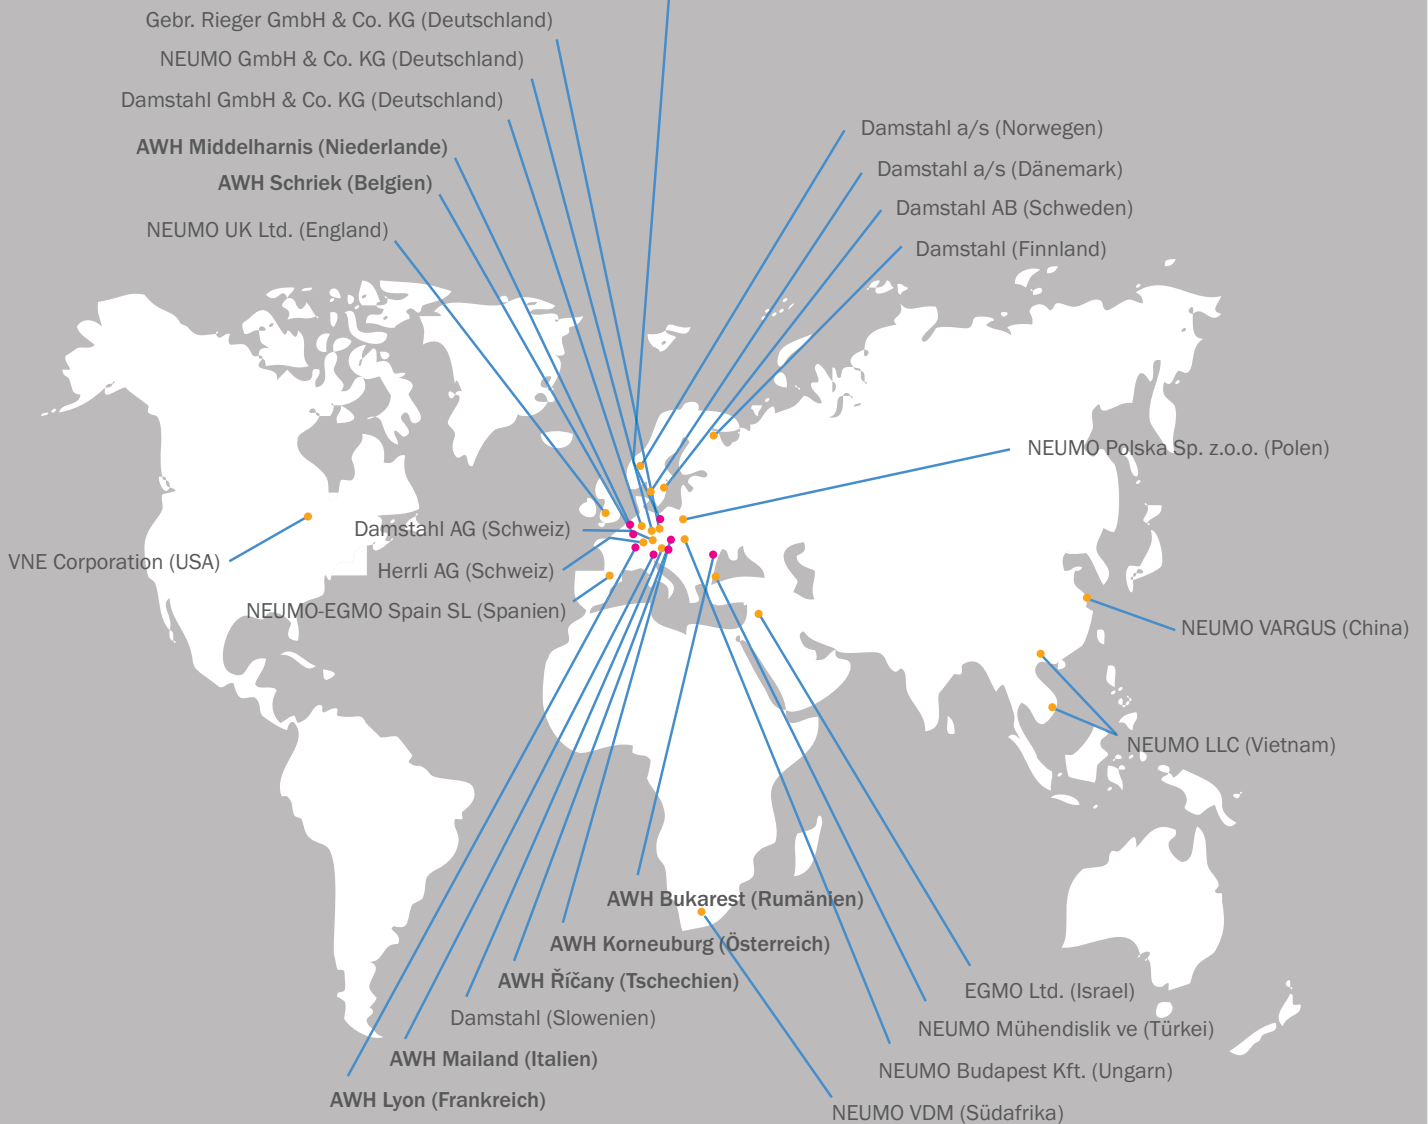 Gebr. Rieger GmbH & Co. KG (Deutschland)
NEUMO GmbH & Co. KG (Deutschland)
Damstahl GmbH & Co. KG (Deutschland)
AWH Middelharnis (Niederlande)
AWH Schriek (Belgien)
NEUMO UK Ltd. (England)
Damstahl a/s (Norwegen)
Damstahl a/s (Dänemark)
Damstahl AB (Schweden)
Damstahl (Finnland)
NEUMO Polska Sp. z.o.o. (Polen)
Damstahl AG (Schweiz)
VNE Corporation (USA)
Herrli AG (Schweiz)
NEUMO-EGMO Spain SL (Spanien)
NEUMO VARGUS (China)
NEUMO LLC (Vietnam)
AWH Bukarest (Rumänien)
AWH Korneuburg (Österreich)
AWH Říčany (Tschechien)
Damstahl (Slowenien)
AWH Mailand (Italien)
AWH Lyon (Frankreich)
EGMO Ltd. (Israel)
NEUMO Mühendislik ve (Türkei)
NEUMO Budapest Kft. (Ungarn)
NEUMO VDM (Südafrika)